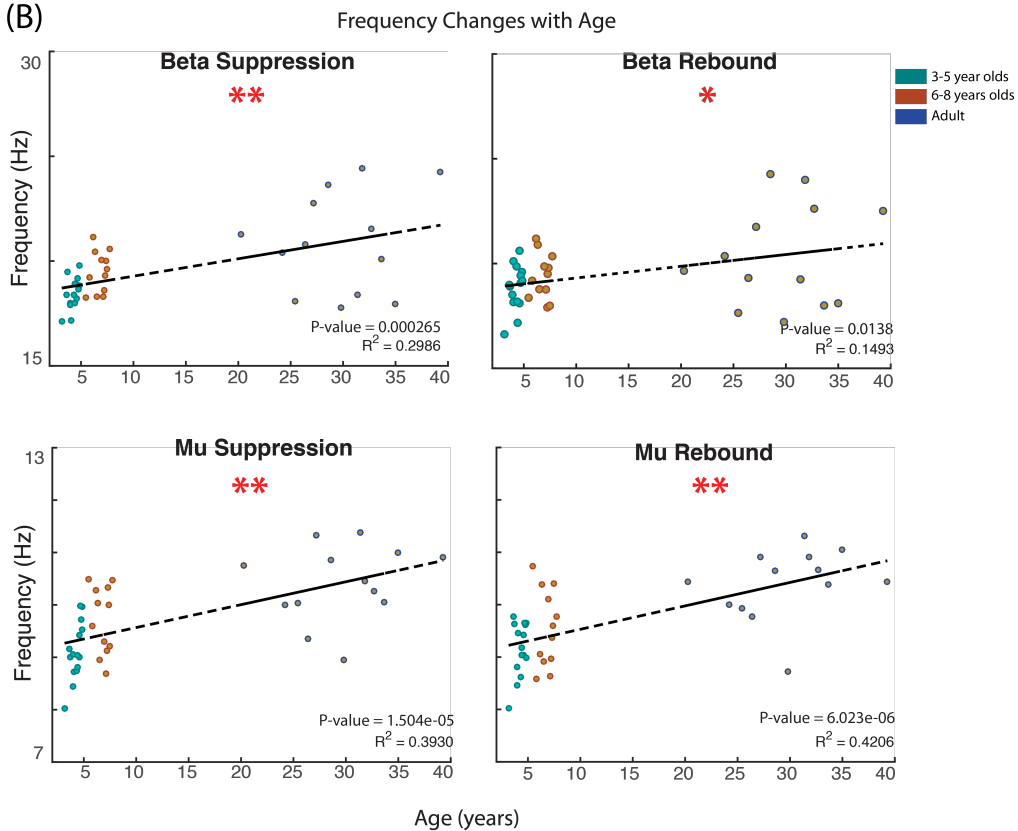 (B)
Frequency Changes with Age
30
Beta Suppression
**
Frequency (Hz)
P-value = 0.000265
R2 = 0.2986
15
5 10 15 20 25 30 35 40
Beta Rebound
*
P-value = 0.0138
R2 = 0.1493
5 10 15 20 25 30 35 40
3-5 year olds
6-8 years olds
Adult
13
Mu Suppression
**
Frequency (Hz)
P-value = 1.504e-05
R2 = 0.3930
7
5 10 15 20 25 30 35 40
Mu Rebound
**
P-value = 6.023e-06
R2 = 0.4206
5 10 15 20 25 30 35 40
Age (years)